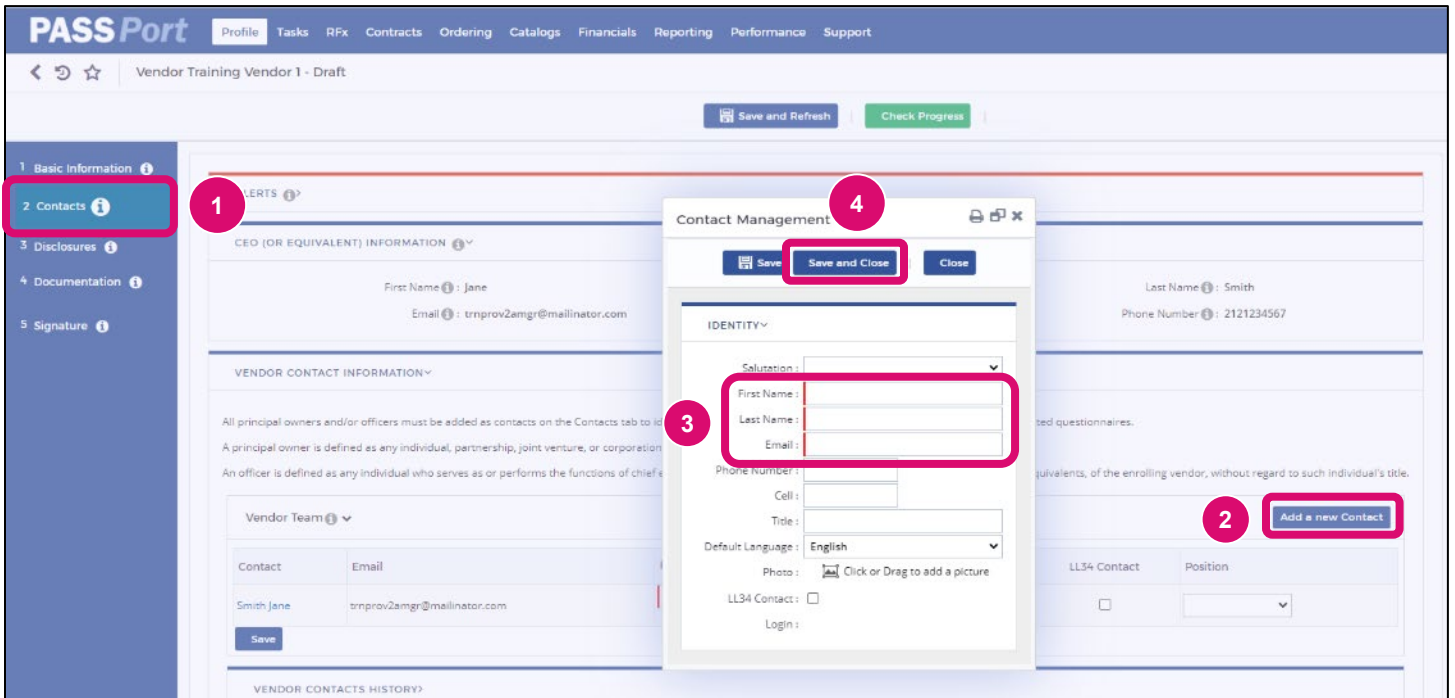 PASSPort Profile Tasks RFx Contracts Ordering Catalogs Financials Reporting Performance Support
Vendor Training Vendor 1 - Draft
Save and Refresh Check Progress
1 Basic Information
2 Contacts
3 Disclosures
4 Documentation
5 Signature
1
LERTS
CEO (OR EQUIVALENT) INFORMATION
First Name : Jane
Last Name : Smith
Email : trnprov2amgr@mailinator.com
Phone Number : 2121234567
VENDOR CONTACT INFORMATION
All principal owners and/or officers must be added as contacts on the Contacts tab to
ted questionnaires.
A principal owner is defined as any individual, partnership, joint venture, or corporation
An officer is defined as any individual who serves as or performs the functions of chief
quivalents, of the enrolling vendor, without regard to such individual's title.
Vendor Team
2
Add a new Contact
Contact Email LL34 Contact Position
Smith Jane trnprov2amgr@mailinator.com
Save
VENDOR CONTACTS HISTORY
Contact Management
4
Save Save and Close Close
IDENTITY
Salutation :
3
First Name :
Last Name :
Email :
Phone Number :
Cell :
Title :
Default Language : English
Photo : Click or Drag to add a picture
LL34 Contact :
Login :